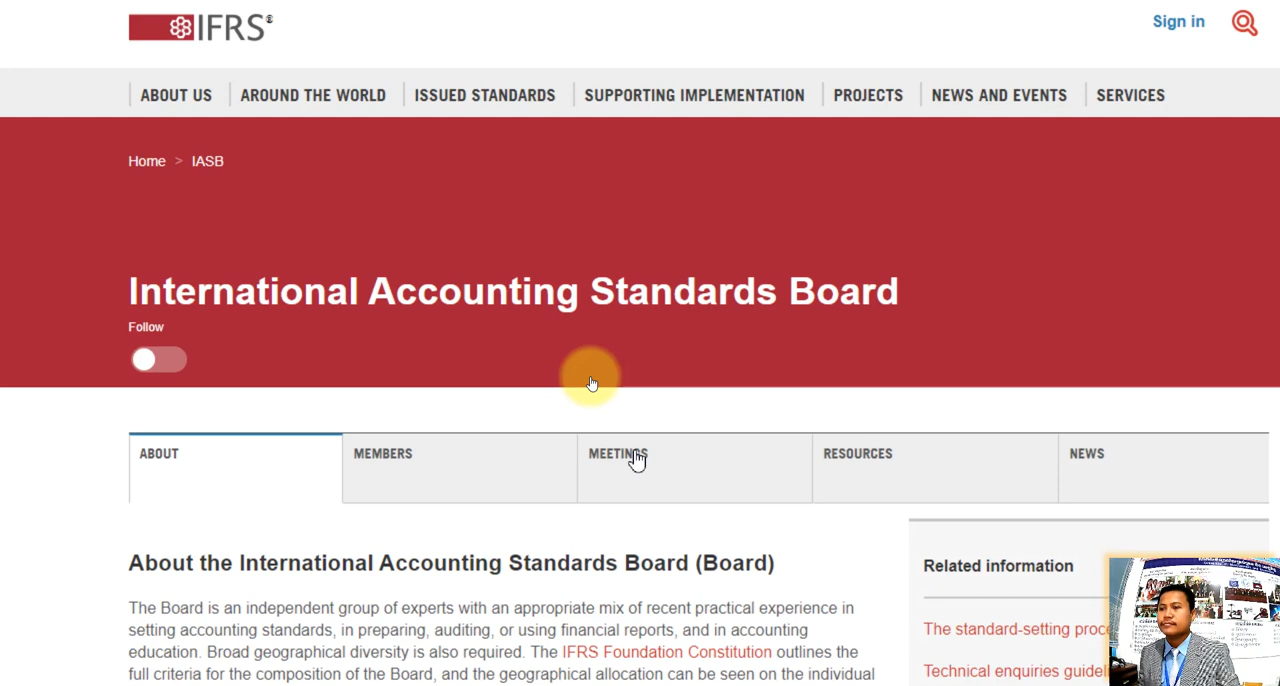 IFRS®
Sign in
ABOUT US
AROUND THE WORLD
ISSUED STANDARDS
SUPPORTING IMPLEMENTATION
PROJECTS
NEWS AND EVENTS
SERVICES
Home > IASB
International Accounting Standards Board
Follow
ABOUT
MEMBERS
MEETINGS
RESOURCES
NEWS
About the International Accounting Standards Board (Board)
The Board is an independent group of experts with an appropriate mix of recent practical experience in
setting accounting standards, in preparing, auditing, or using financial reports, and in accounting
education. Broad geographical diversity is also required. The IFRS Foundation Constitution outlines the
full criteria for the composition of the Board, and the geographical allocation can be seen on the individual
Related information
The standard-setting proce
Technical enquiries guidel